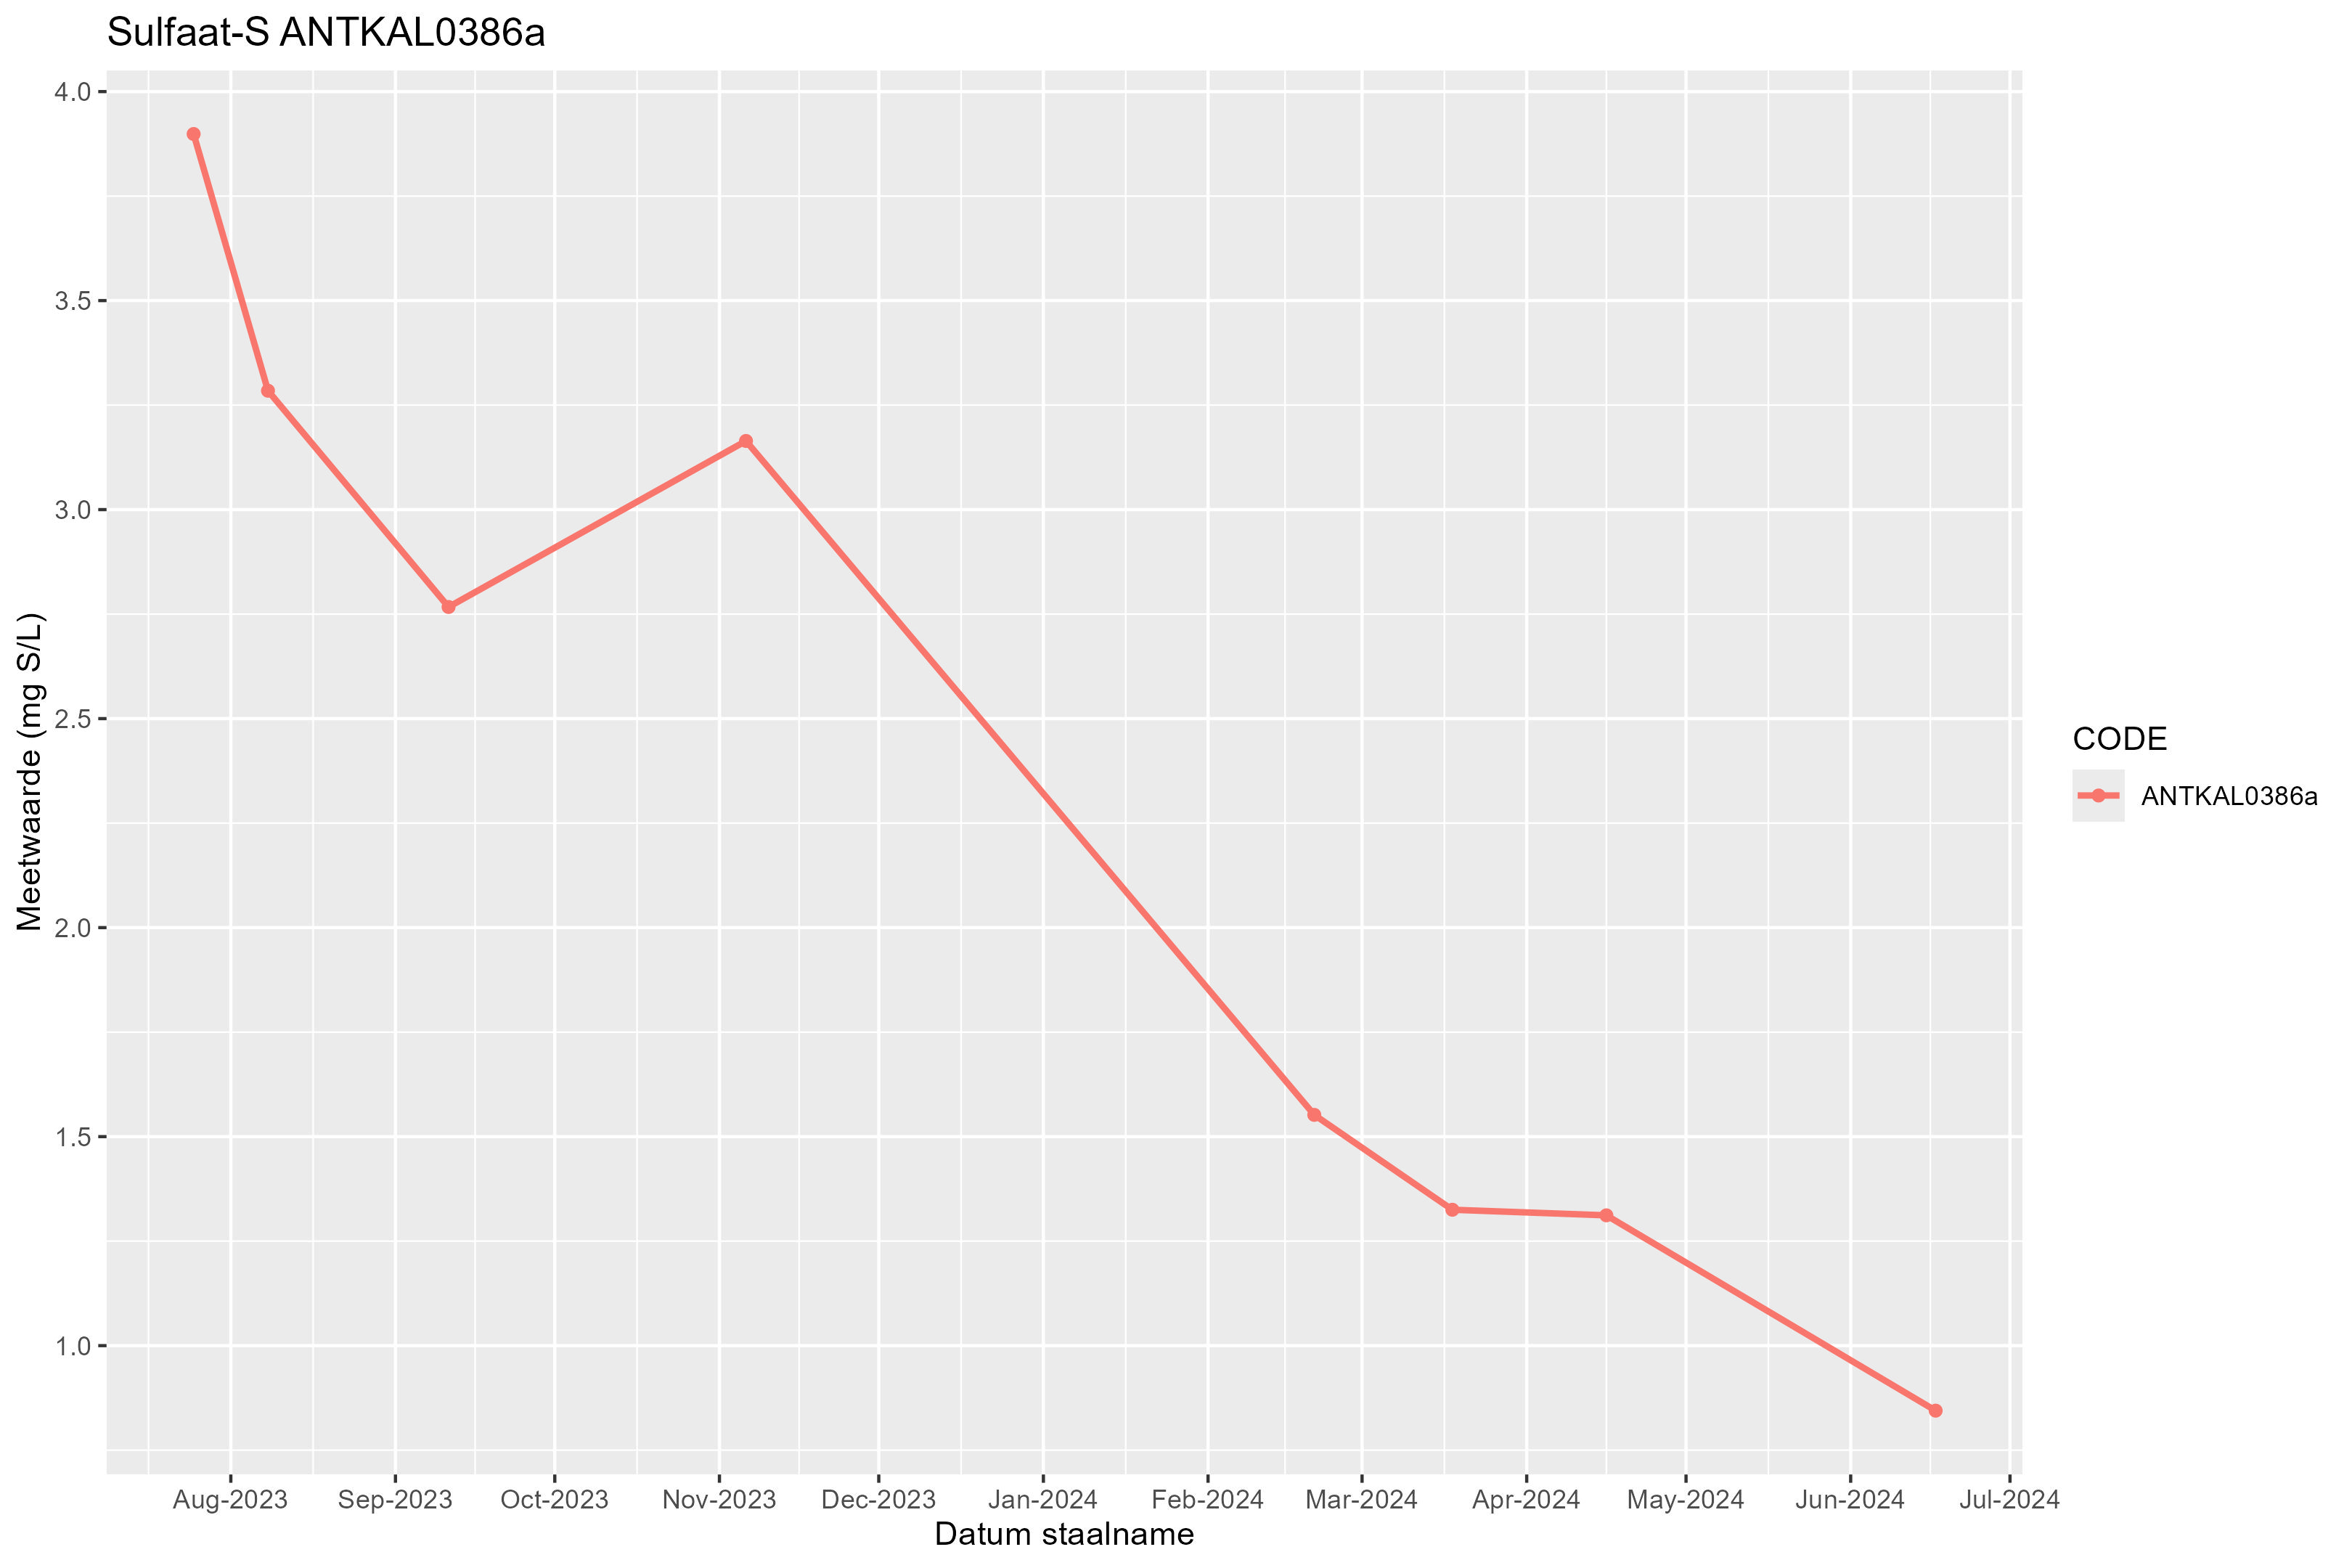 Sulfaat-S ANTKAL0386a
4.0
3.5
3.0
2.5
2.0
1.5
1.0
Meetwaarde (mg S/L)
Aug-2023 Sep-2023 Oct-2023 Nov-2023 Dec-2023 Jan-2024 Feb-2024 Mar-2024 Apr-2024 May-2024 Jun-2024 Jul-2024
Datum staalname
CODE
ANTKAL0386a